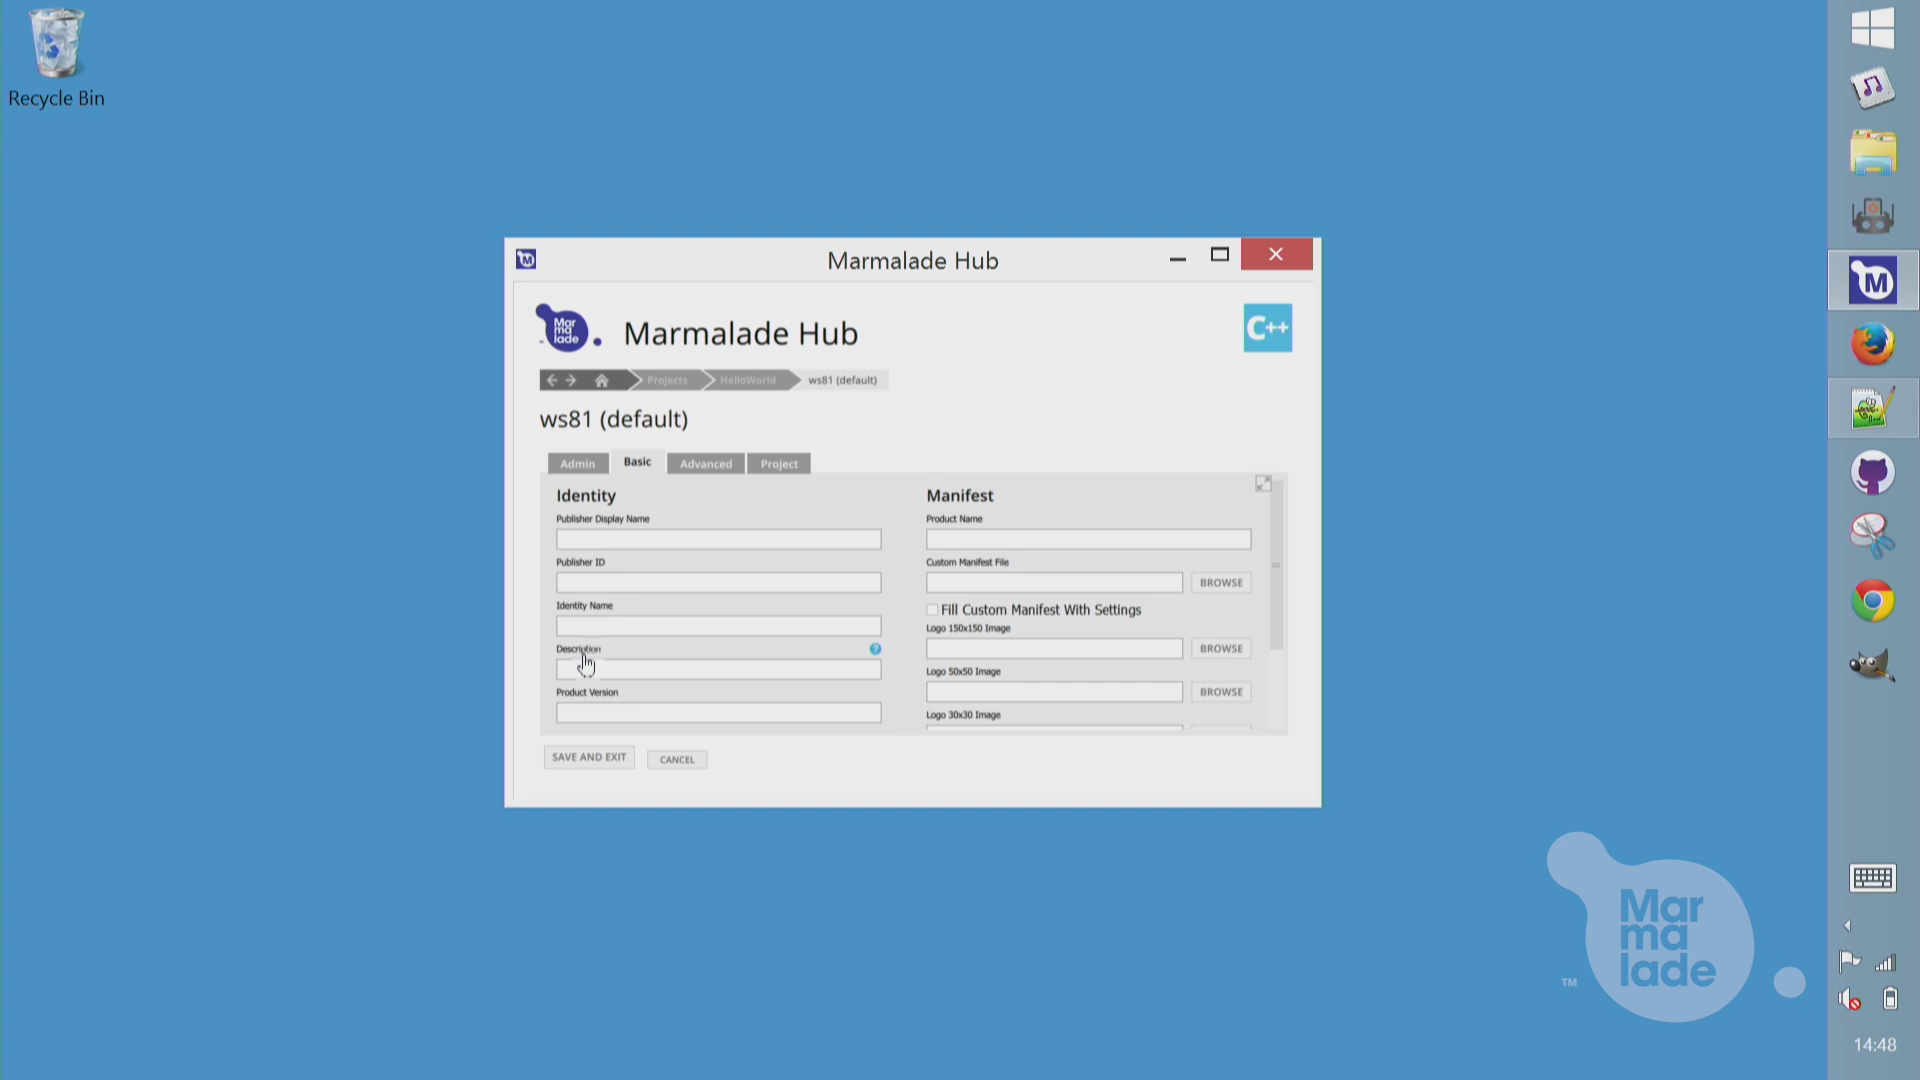 Recycle Bin
Marmalade Hub
Mar
ma
lade
Marmalade Hub
C++
Projects
HelloWorld
ws81 (default)
ws81 (default)
Admin
Basic
Advanced
Project
Identity
Publisher Display Name
Publisher ID
Identity Name
Description
?
Product Version
Manifest
Product Name
Custom Manifest File
BROWSE
Fill Custom Manifest With Settings
Logo 150x150 Image
BROWSE
Logo 50x50 Image
BROWSE
Logo 30x30 Image
SAVE AND EXIT
CANCEL
M
Mar
ma
lade
TM
14:48